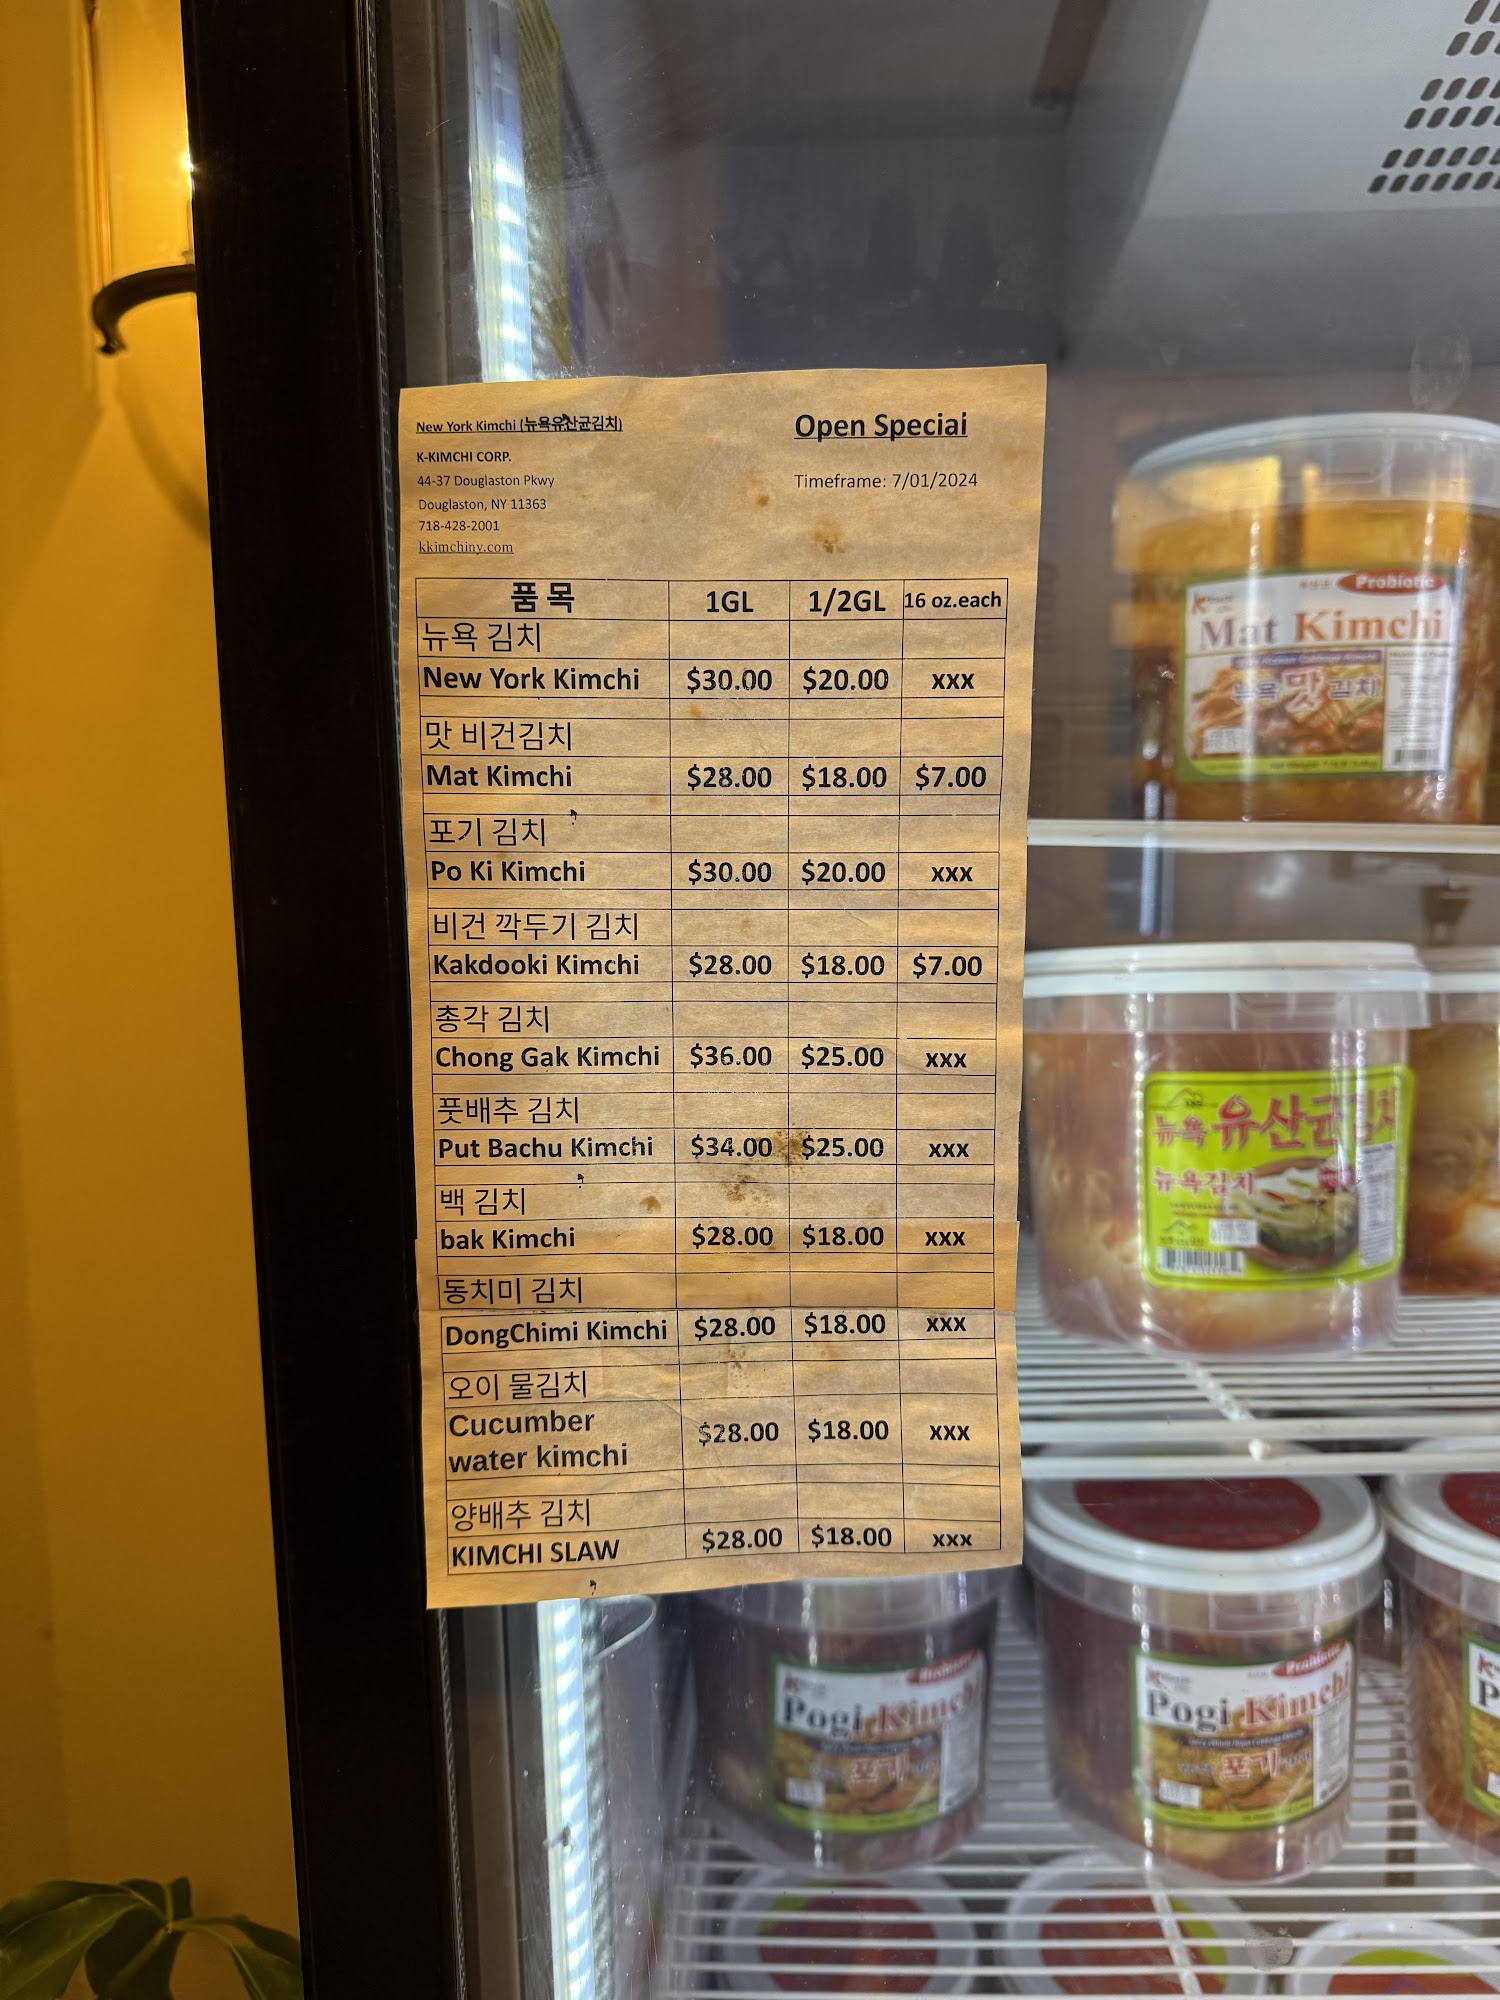 New York Kimchi (뉴욕유산균김치)
K-KIMCHI CORP.
44-37 Douglaston Pkwy
Douglaston, NY 11363
718-428-2001
kkimchiny.com
Open Special
Timeframe: 7/01/2024
품 목 1GL 1/2GL 16 oz.each
뉴욕 김치
New York Kimchi $30.00 $20.00 xxx
맛 비건김치
Mat Kimchi $28.00 $18.00 $7.00
포기 김치
Po Ki Kimchi $30.00 $20.00 xxx
비건 깍두기 김치
Kakdooki Kimchi $28.00 $18.00 $7.00
총각 김치
Chong Gak Kimchi $36.00 $25.00 xxx
풋배추 김치
Put Bachu Kimchi $34.00 $25.00 xxx
백 김치
bak Kimchi $28.00 $18.00 xxx
동치미 김치
DongChimi Kimchi $28.00 $18.00 xxx
오이 물김치
Cucumber
water kimchi $28.00 $18.00 xxx
양배추 김치
KIMCHI SLAW $28.00 $18.00 xxx
Probiotic
Mat Kimchi
뉴욕 맛 김치
뉴욕 유산균김치
뉴욕김치
Probiotic
Pogi Kimchi
포기
Probiotic
Pogi Kimchi
포기